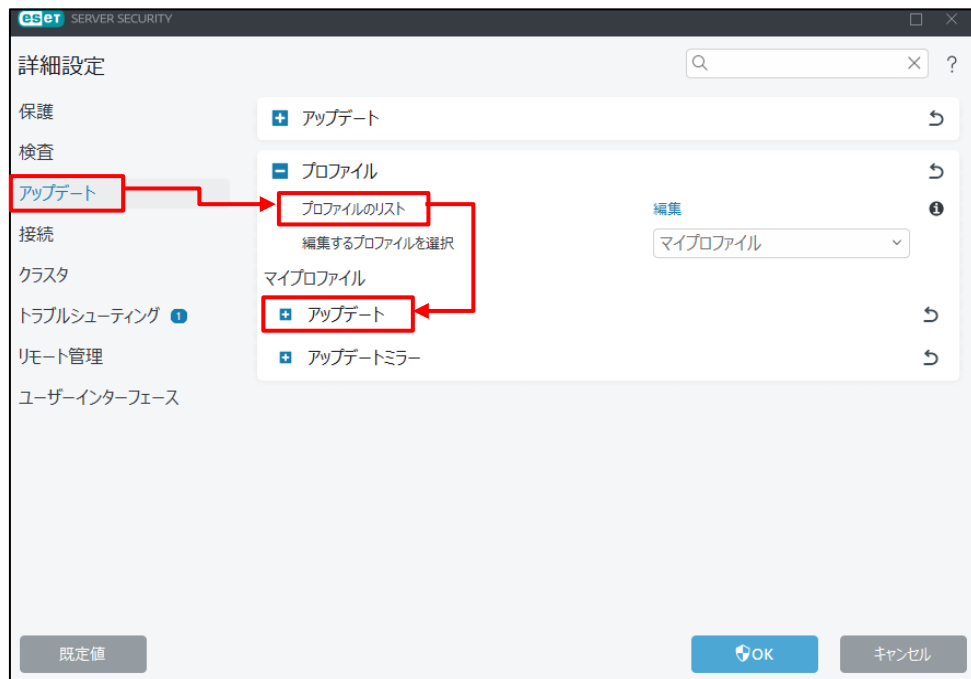 eset SERVER SECURITY
詳細設定
?
保護
検査
アップデート
接続
クラスタ
トラブルシューティング 1
リモート管理
ユーザーインターフェース
アップデート
プロファイル
プロファイルのリスト 編集
編集するプロファイルを選択 マイプロファイル
マイプロファイル
アップデート
アップデートミラー
既定値 OK キャンセル